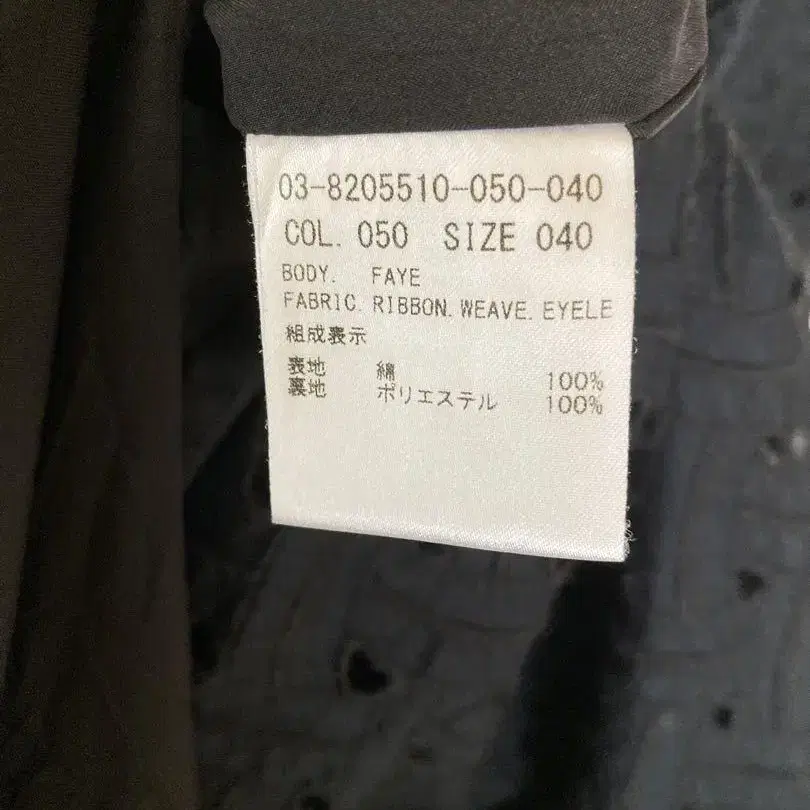 03-8205510-050-040
COL. 050 SIZE 040
BODY. FAYE
FABRIC. RIBBON. WEAVE. EYELE
組成表示
表地 綿 100%
裏地 ポリエステル 100%